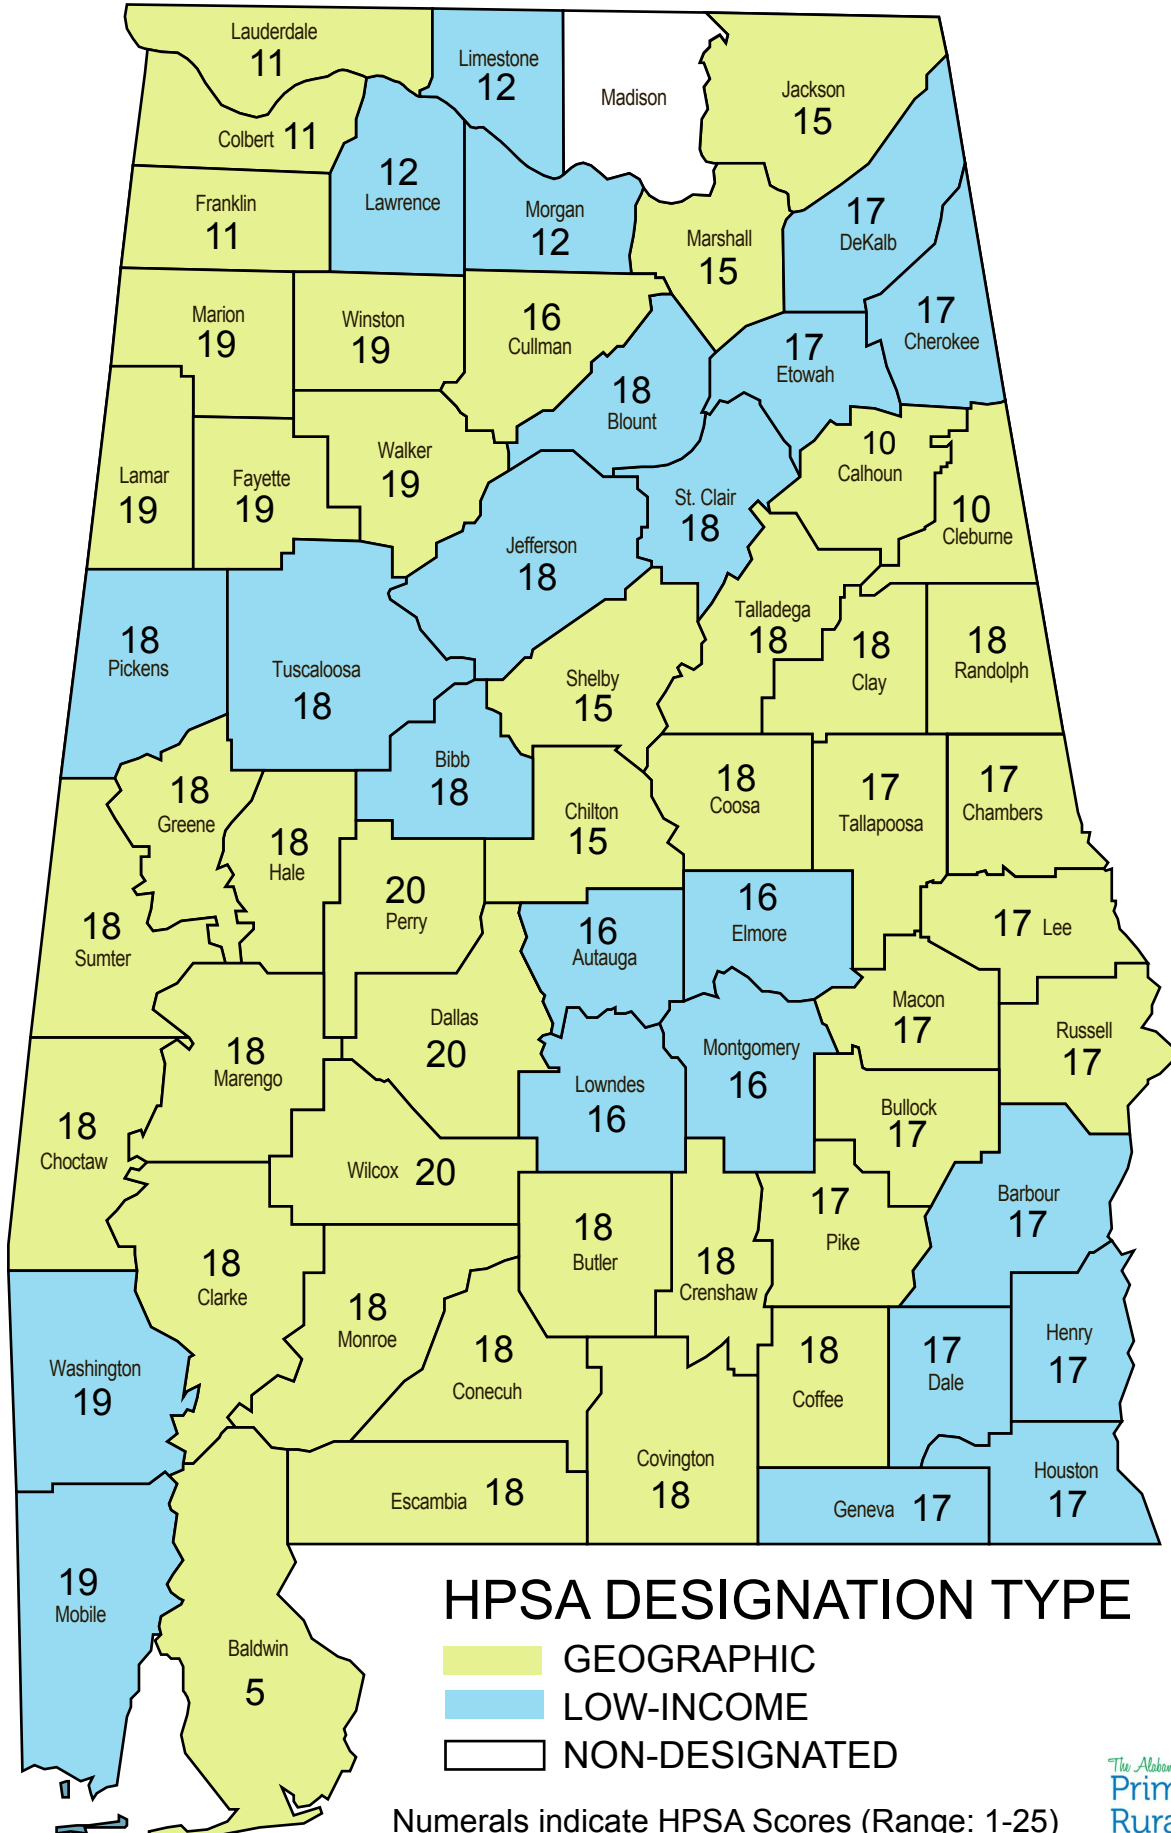 Lauderdale
11
Limestone
12
Madison
Jackson
15
Colbert 11
12
Lawrence
Franklin
11
Morgan
12
Marshall
15
17
DeKalb
17
Cherokee
Marion
19
Winston
19
16
Cullman
17
Etowah
18
Blount
Lamar
19
Fayette
19
Walker
19
10
Calhoun
St. Clair
18
10
Cleburne
Jefferson
18
Talladega
18
18
Clay
18
Randolph
18
Pickens
Tuscaloosa
18
Shelby
15
Bibb
18
18
Greene
18
Hale
Chilton
15
18
Coosa
17
Tallapoosa
17
Chambers
20
Perry
18
Sumter
16
Autauga
16
Elmore
17 Lee
Dallas
20
Macon
17
Russell
17
18
Marengo
Lowndes
16
Montgomery
16
Bullock
17
18
Choctaw
Wilcox 20
Barbour
17
18
Butler
17
Pike
18
Clarke
18
Crenshaw
18
Monroe
18
Conecuh
18
Coffee
17
Dale
Henry
17
Washington
19
Covington
18
Escambia 18
Geneva 17
Houston
17
19
Mobile
Baldwin
5
HPSA DESIGNATION TYPE
GEOGRAPHIC
LOW-INCOME
NON-DESIGNATED
Numerals indicate HPSA Scores (Range: 1-25)
The